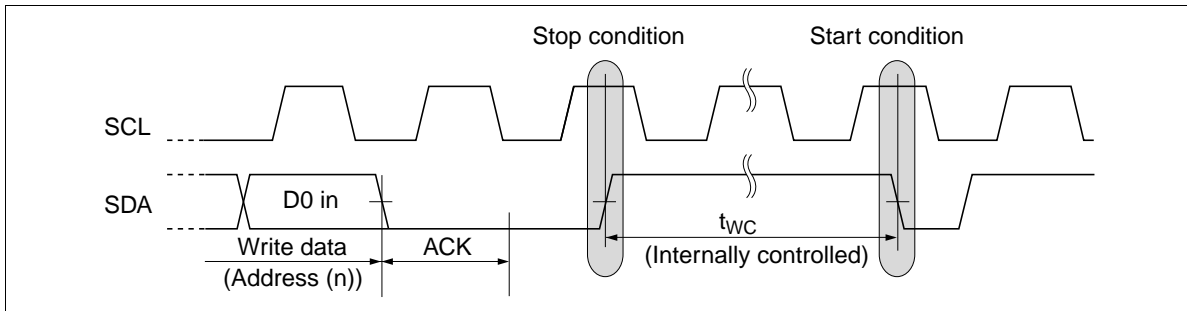 Stop condition
Start condition
SCL
SDA
D0 in
Write data
(Address (n))
ACK
tWC
(Internally controlled)